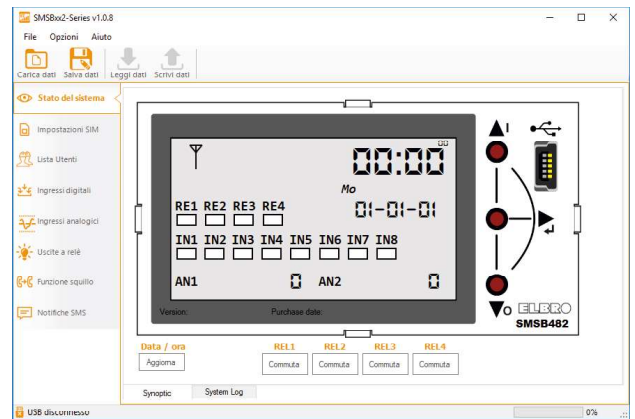 SMSBxx2-Series v1.0.8
File Opzioni Aiuto
Carica dati Salva dati Leggi dati Scrivi dati
Stato del sistema
Impostazioni SIM
Lista Utenti
Ingressi digitali
Ingressi analogici
Uscite a relè
Funzione squillo
Notifiche SMS
00:00 00
Mo
01-01-01
RE1 RE2 RE3 RE4
IN1 IN2 IN3 IN4 IN5 IN6 IN7 IN8
AN1 0 AN2 0
Version: Purchase date:
I
O
ELBRO
SMSB482
Data / ora REL1 REL2 REL3 REL4
Aggiorna Commuta Commuta Commuta Commuta
Synoptic System Log
USB disconnesso 0%